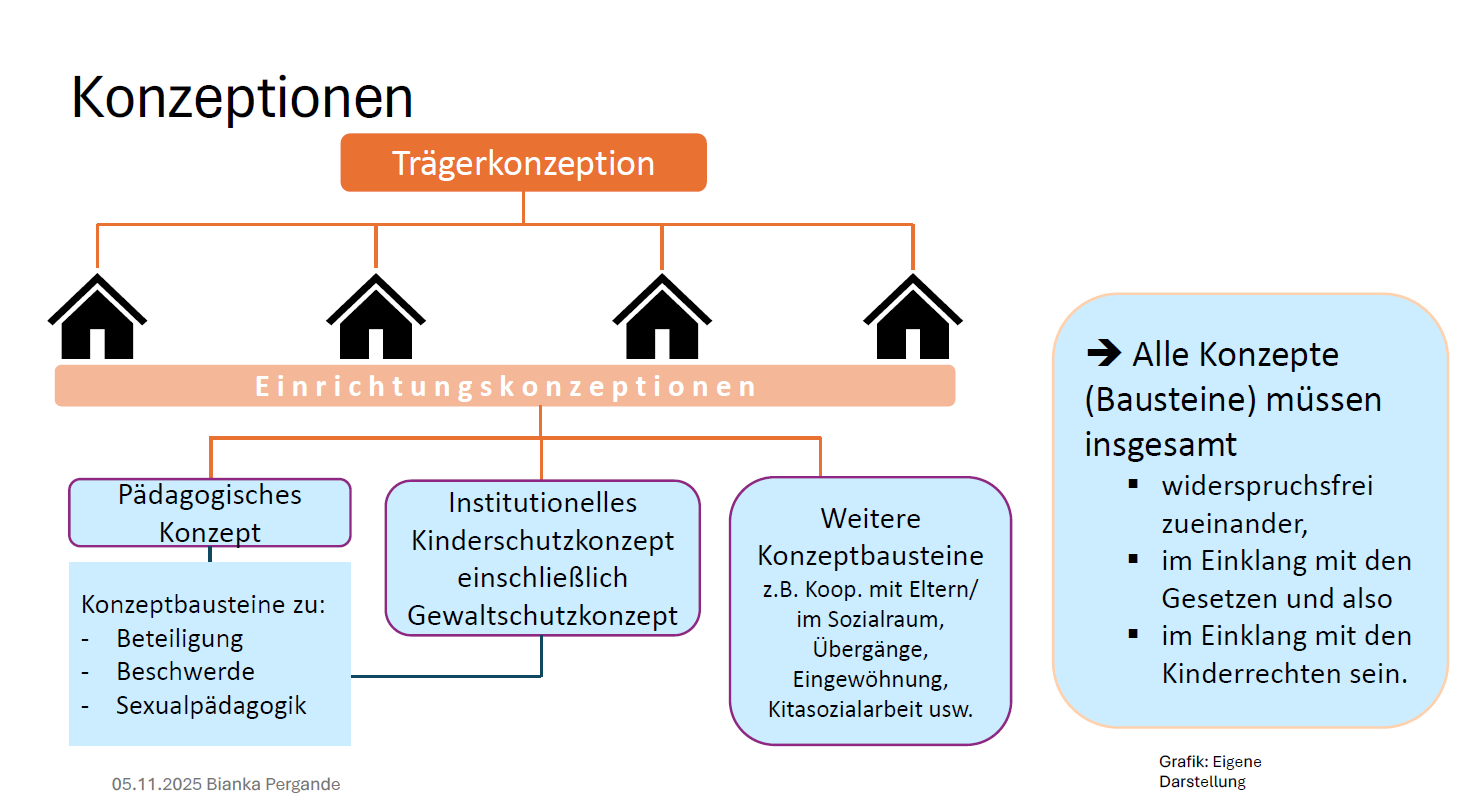 Konzeptionen
Trägerkonzeption
Einrichtungskonzeptionen
Pädagogisches
Konzept
Konzeptbausteine zu:
- Beteiligung
- Beschwerde
- Sexualpädagogik
Institutionelles
Kinderschutzkonzept
einschließlich
Gewaltschutzkonzept
Weitere
Konzeptbausteine
z.B. Koop. mit Eltern/
im Sozialraum,
Übergänge,
Eingewöhnung,
Kitasozialarbeit usw.
➔ Alle Konzepte
(Bausteine) müssen
insgesamt
▪ widerspruchsfrei
zueinander,
▪ im Einklang mit den
Gesetzen und also
▪ im Einklang mit den
Kinderrechten sein.
Grafik: Eigene
Darstellung
05.11.2025 Bianka Pergande